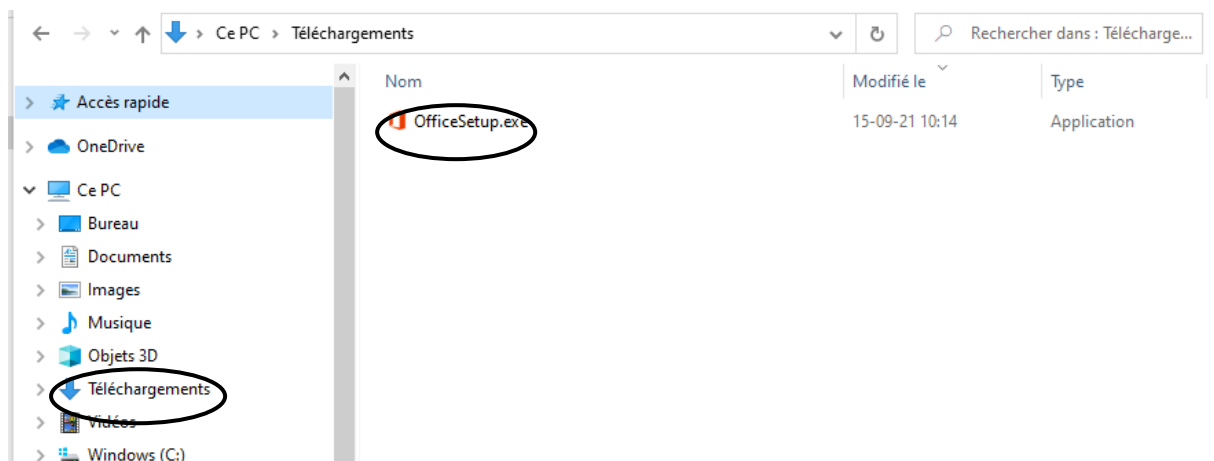 Ce PC > Téléchargements
Rechercher dans : Télécharge...
Nom
Modifié le
Type
Accès rapide
OfficeSetup.exe
15-09-21 10:14
Application
OneDrive
Ce PC
Bureau
Documents
Images
Musique
Objets 3D
Téléchargements
Vidéos
Windows (C:)